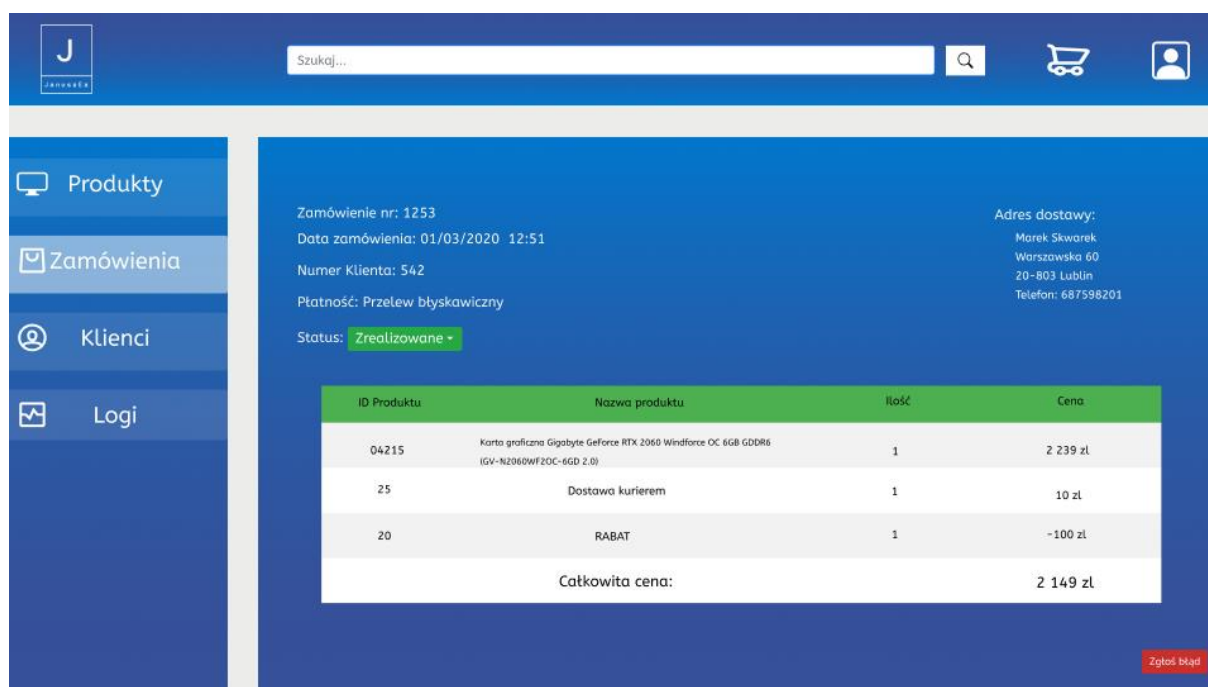 J
JanuszEx
Szukaj...
Produkty
Zamówienia
Klienci
Logi
Zamówienie nr: 1253
Data zamówienia: 01/03/2020 12:51
Numer Klienta: 542
Płatność: Przelew błyskawiczny
Status: Zrealizowane
Adres dostawy:
Marek Skwarek
Warszawska 60
20-803 Lublin
Telefon: 687598201
ID Produktu Nazwa produktu Ilość Cena
04215 Karta graficzna Gigabyte GeForce RTX 2060 Windforce OC 6GB GDDR6 1 2 239 zl
(GV-N2060WF2OC-6GD 2.0)
25 Dostawa kurierem 1 10 zl
20 RABAT 1 -100 zl
Całkowita cena: 2 149 zl
Zgłoś błąd